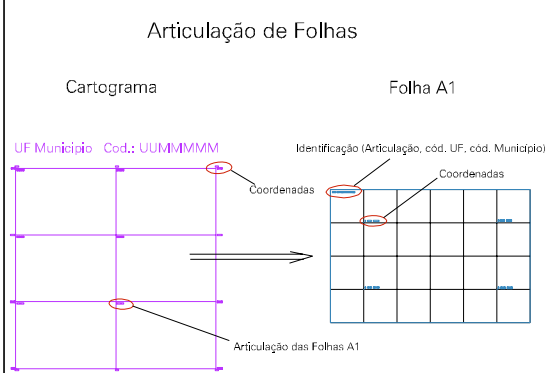 Articulação de Folhas
Cartograma
Folha A1
UF Municipio Cod.: UUMMMMM
Identificação (Articulação, cód. UF, cód. Município)
Coordenadas
Coordenadas
Articulação das Folhas A1